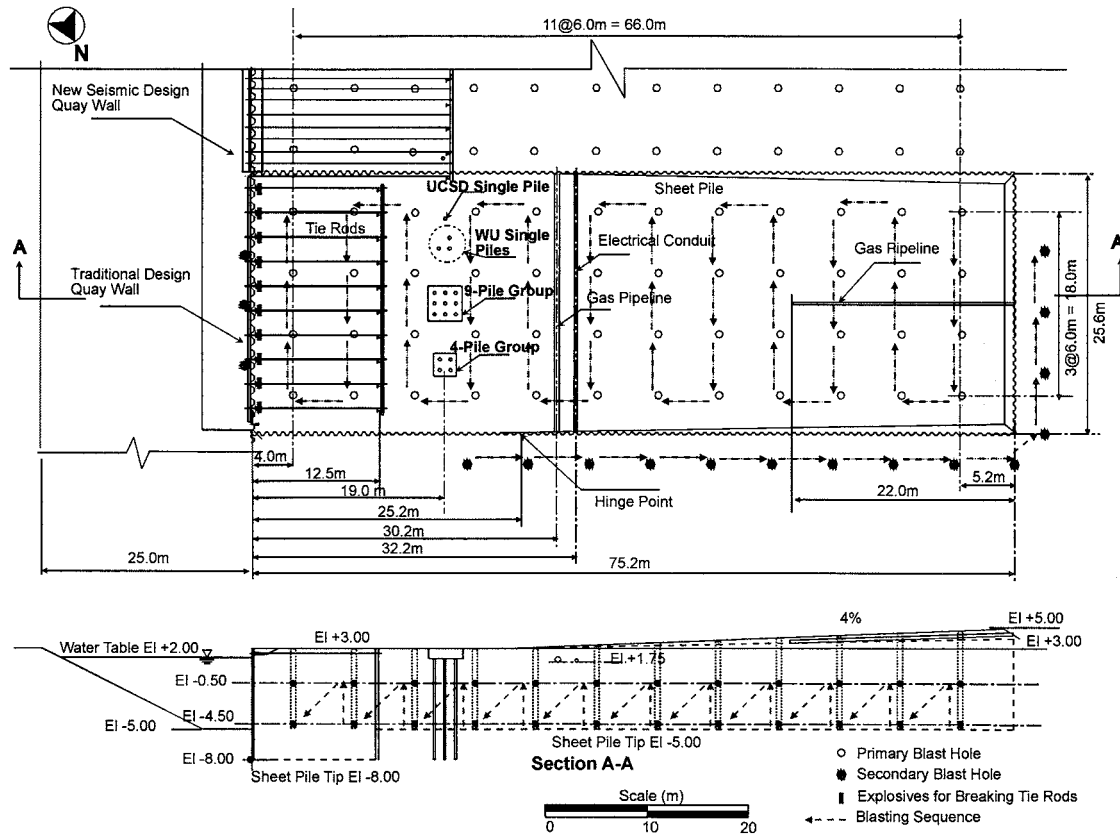 11@6.0m = 66.0m
N
New Seismic Design
Quay Wall
UCSD Single Pile
Sheet Pile
Tie Rods
WU Single
Piles
Electrical Conduit
Gas Pipeline
A
A
Traditional Design
Quay Wall
9-Pile Group
Gas Pipeline
3@6.0m = 18.0m
25.6m
4-Pile Group
4.0m
12.5m
5.2m
19.0 m
Hinge Point
22.0m
25.2m
30.2m
25.0m
32.2m
75.2m
4%
El +5.00
Water Table El +2.00
El +3.00
El +3.00
El.+1.75
El -0.50
El -4.50
El -5.00
Sheet Pile Tip El -5.00
El -8.00
Section A-A
Sheet Pile Tip El -8.00
Primary Blast Hole
Secondary Blast Hole
Scale (m)
Explosives for Breaking Tie Rods
Blasting Sequence
0
10
20